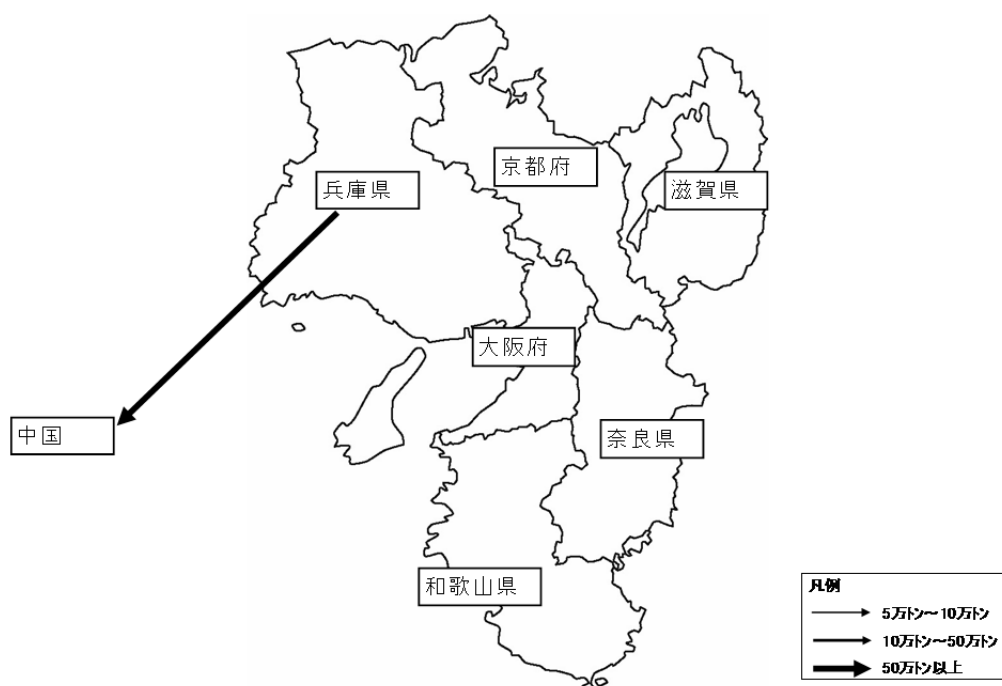 京都府
兵庫県
滋賀県
大阪府
中国
奈良県
和歌山県
凡例
5万トン～10万トン
10万トン～50万トン
50万トン以上